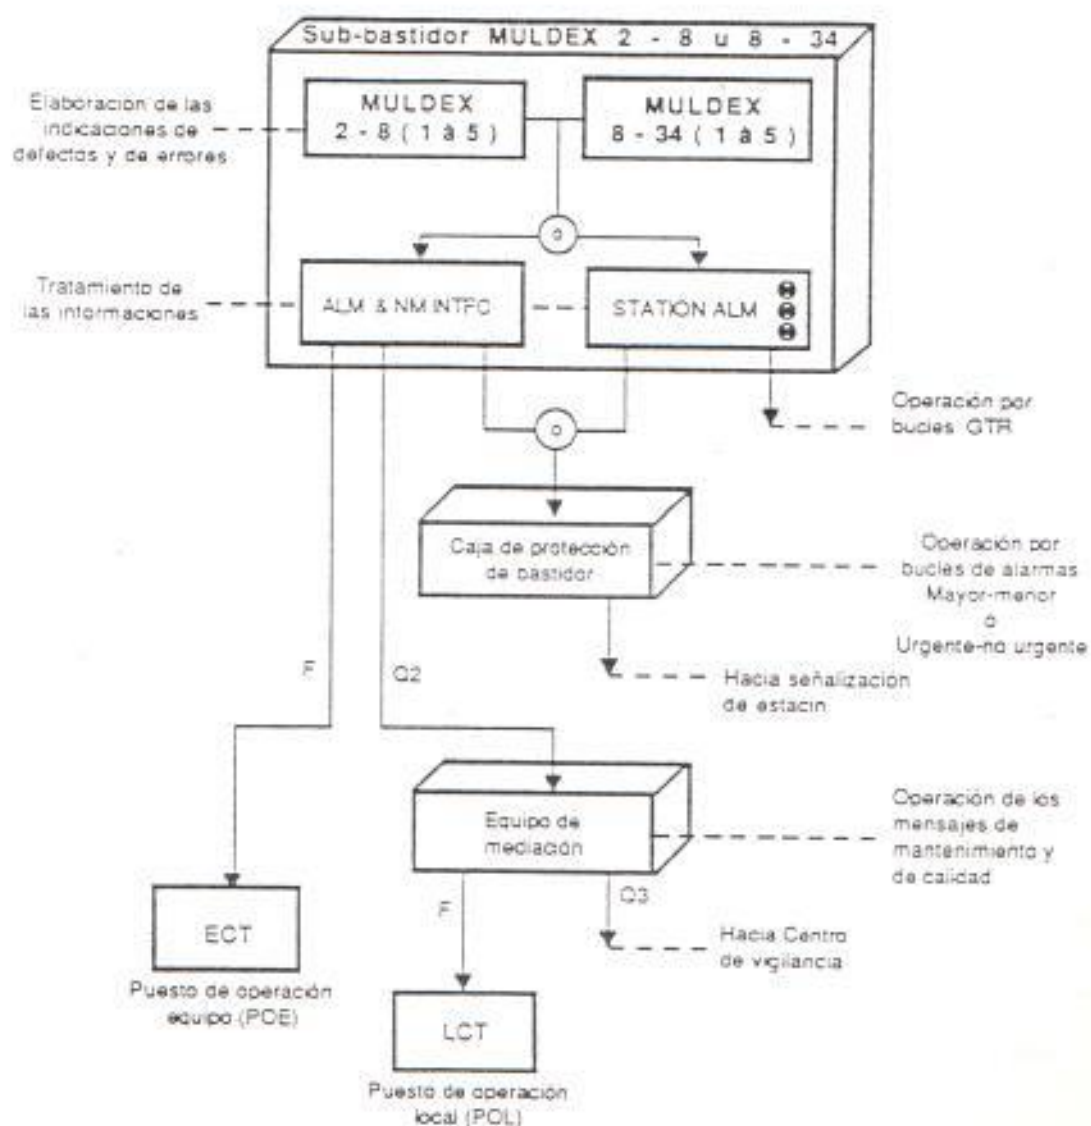 Sub-bastidor MULDEX 2 - 8 u 8 - 34
MULDEX
2 - 8 ( 1 à 5 )
MULDEX
8 - 34 ( 1 à 5 )
Elaboración de las
indicaciones de
defectos y de errores
o
Tratamiento de
las informaciones
ALM & NM INTFC
STATION ALM
Operación por
bucles GTR
o
Caja de protección
de bastidor
Operación por
bucles de alarmas
Mayor-menor
ó
Urgente-no urgente
F
Q2
Hacia señalización
de estacin
Equipo de
mediación
Operación de los
mensajes de
mantenimiento y
de calidad
F
Q3
ECT
Hacia Centro
de vigilancia
Puesto de operación
equipo (POE)
LCT
Puesto de operación
local (POL)